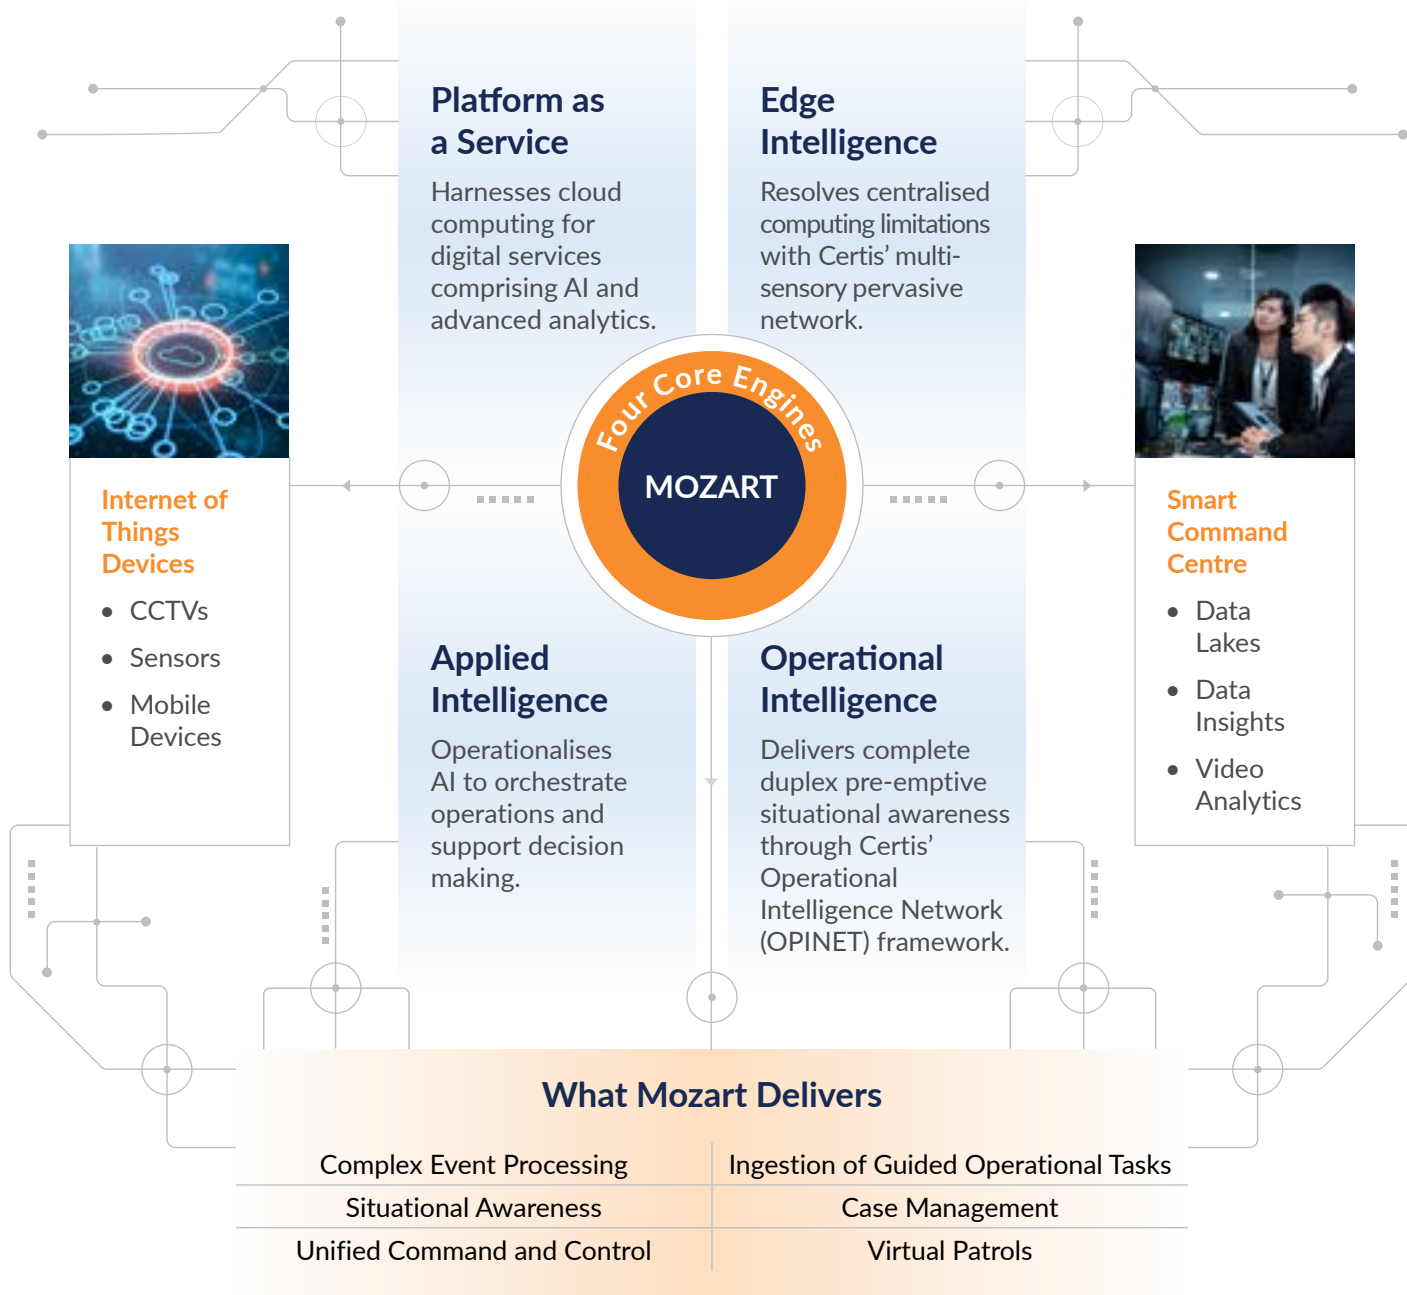 Platform as
a Service
Harnesses cloud
computing for
digital services
comprising AI and
advanced analytics.
Edge
Intelligence
Resolves centralised
computing limitations
with Certis’ multi-
sensory pervasive
network.
Four Core Engines
MOZART
Internet of
Things
Devices
• CCTVs
• Sensors
• Mobile
Devices
Smart
Command
Centre
• Data
Lakes
• Data
Insights
• Video
Analytics
Applied
Intelligence
Operationalises
AI to orchestrate
operations and
support decision
making.
Operational
Intelligence
Delivers complete
duplex pre-emptive
situational awareness
through Certis’
Operational
Intelligence Network
(OPINET) framework.
What Mozart Delivers
Complex Event Processing
Ingestion of Guided Operational Tasks
Situational Awareness
Case Management
Unified Command and Control
Virtual Patrols